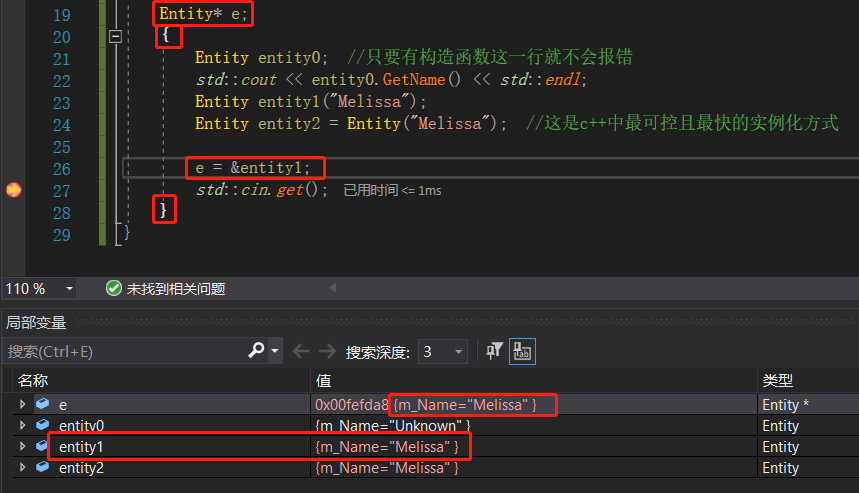 19 Entity* e;
20 {
21 Entity entity0; //只要有构造函数这一行就不会报错
22 std::cout << entity0.GetName() << std::endl;
23 Entity entity1("Melissa");
24 Entity entity2 = Entity("Melissa"); //这是c++中最可控且最快的实例化方式
25
26 e = &entity1;
27 std::cin.get(); 已用时间 <= 1ms
28 }
29 }
110 % 未找到相关问题
局部变量
搜索(Ctrl+E) 搜索深度: 3
名称 值 类型
e 0x00fefda8 {m_Name="Melissa" } Entity *
entity0 {m_Name="Unknown" } Entity
entity1 {m_Name="Melissa" } Entity
entity2 {m_Name="Melissa" } Entity